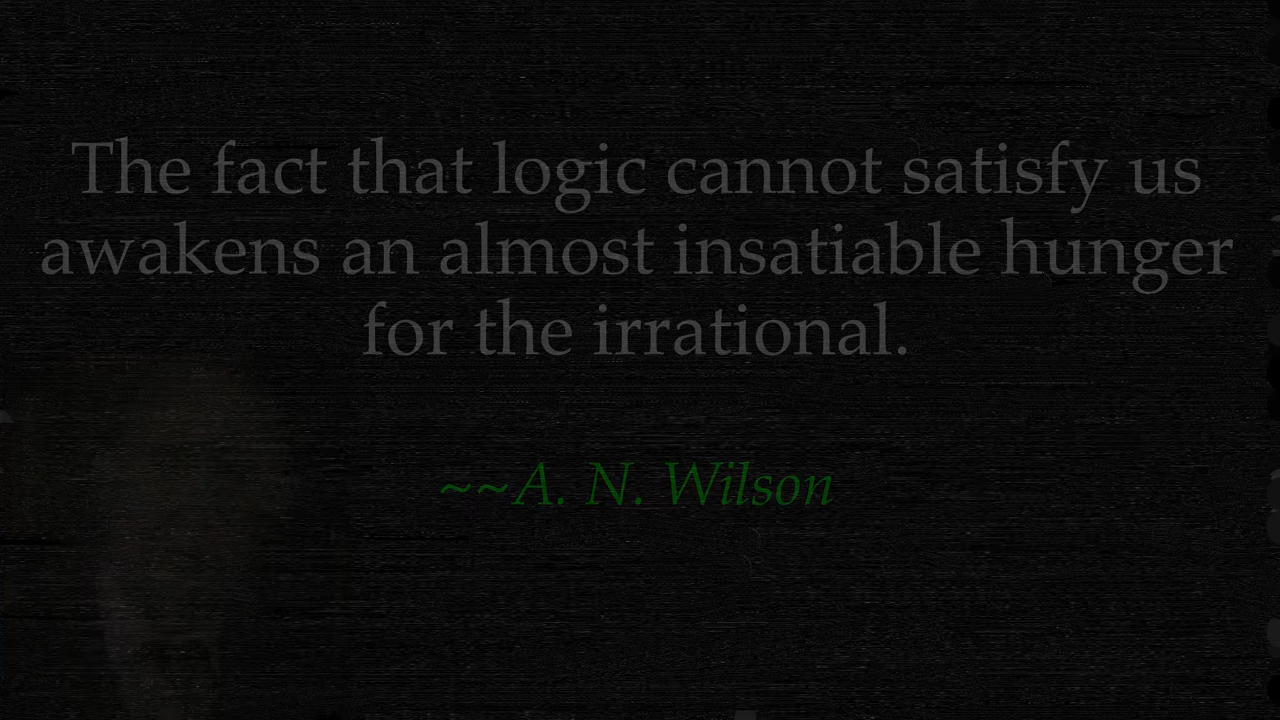 The fact that logic cannot satisfy us
awakens an almost insatiable hunger
for the irrational.
~~A. N. Wilson